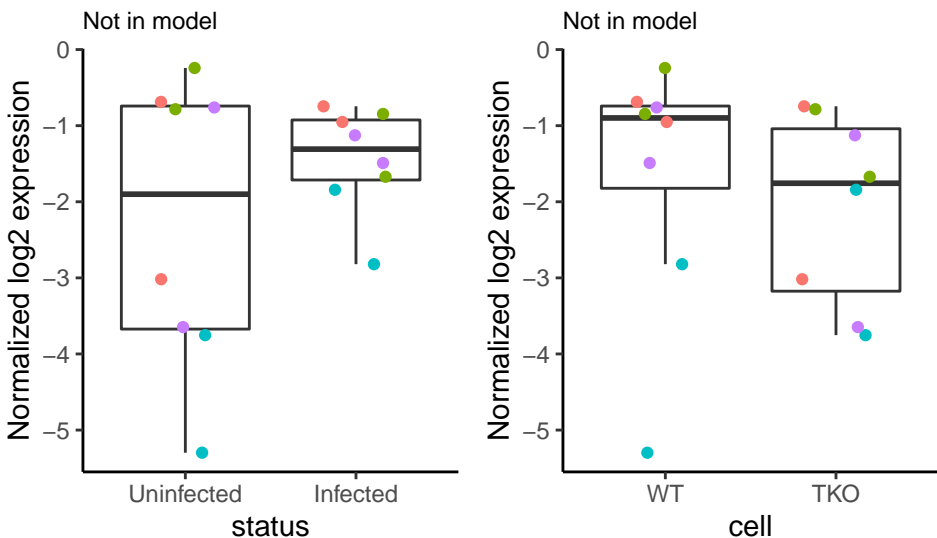 Not in model
Normalized log2 expression
0
−1
−2
−3
−4
−5
Uninfected
Infected
status
Not in model
Normalized log2 expression
0
−1
−2
−3
−4
−5
WT
TKO
cell